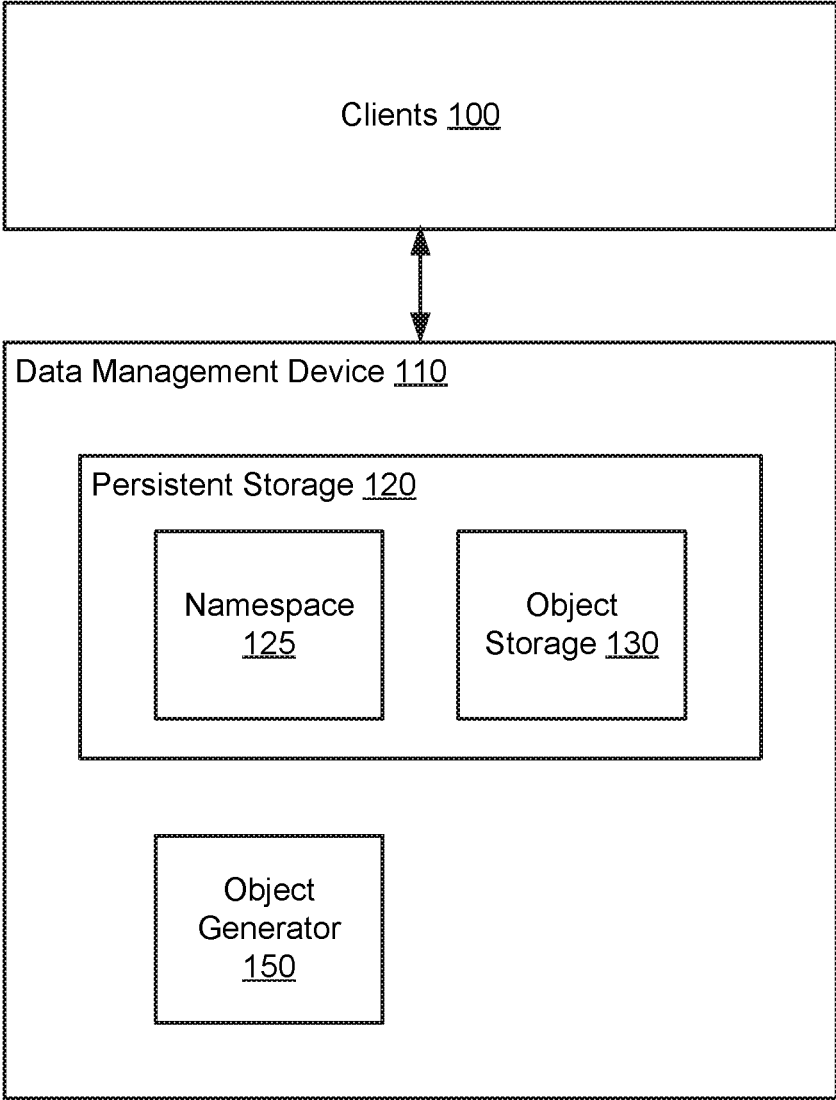 Clients 100
Data Management Device 110
Persistent Storage 120
Namespace
125
Object
Storage 130
Object
Generator
150